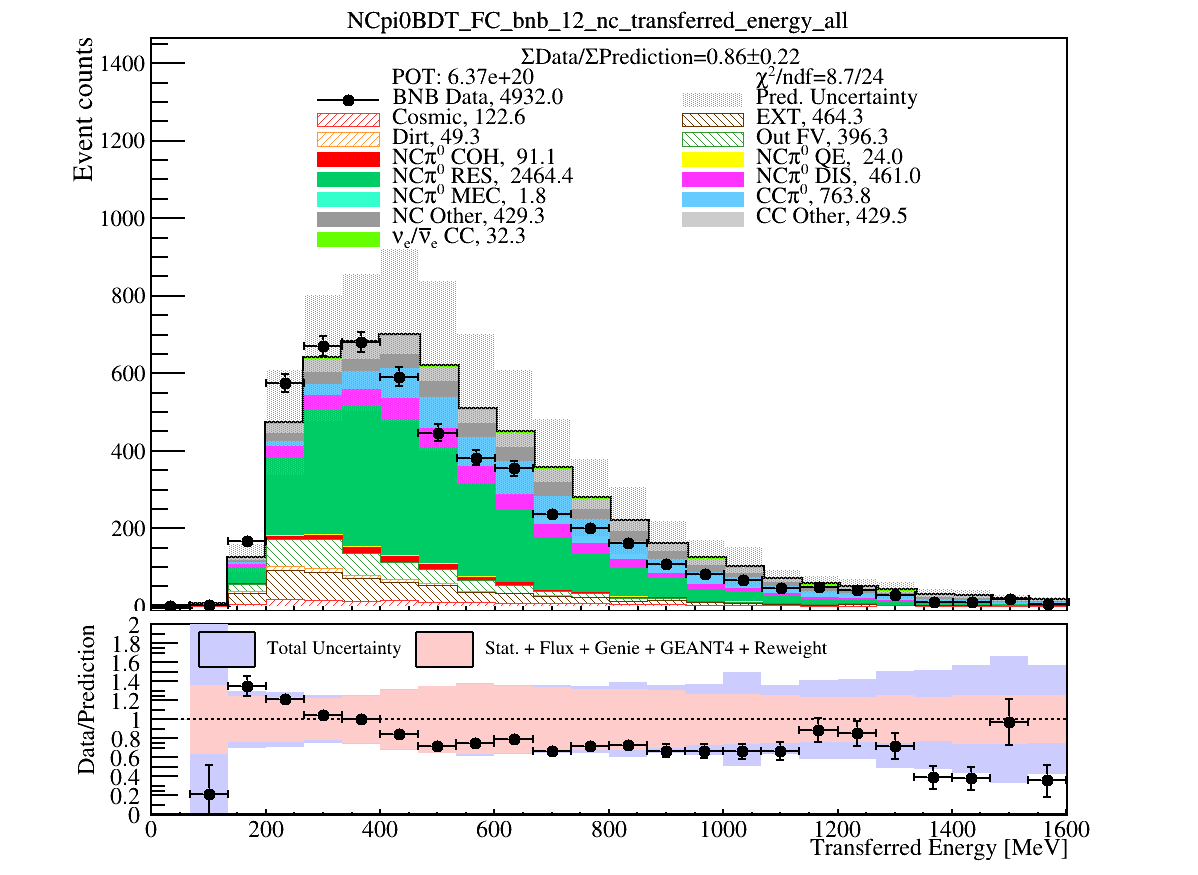 NCpi0BDT_FC_bnb_12_nc_transferred_energy_all
ΣData/ΣPrediction=0.86±0.22
POT: 6.37e+20
χ²/ndf=8.7/24
BNB Data, 4932.0
Pred. Uncertainty
Cosmic, 122.6
EXT, 464.3
Dirt, 49.3
Out FV, 396.3
NCπ⁰ COH, 91.1
NCπ⁰ QE, 24.0
NCπ⁰ RES, 2464.4
NCπ⁰ DIS, 461.0
NCπ⁰ MEC, 1.8
CCπ⁰, 763.8
NC Other, 429.3
CC Other, 429.5
νₑ/ν̅ₑ CC, 32.3
Event counts
1400
1200
1000
800
600
400
200
0
Total Uncertainty
Stat. + Flux + Genie + GEANT4 + Reweight
Data/Prediction
2
1.8
1.6
1.4
1.2
1
0.8
0.6
0.4
0.2
0
0 200 400 600 800 1000 1200 1400 1600
Transferred Energy [MeV]